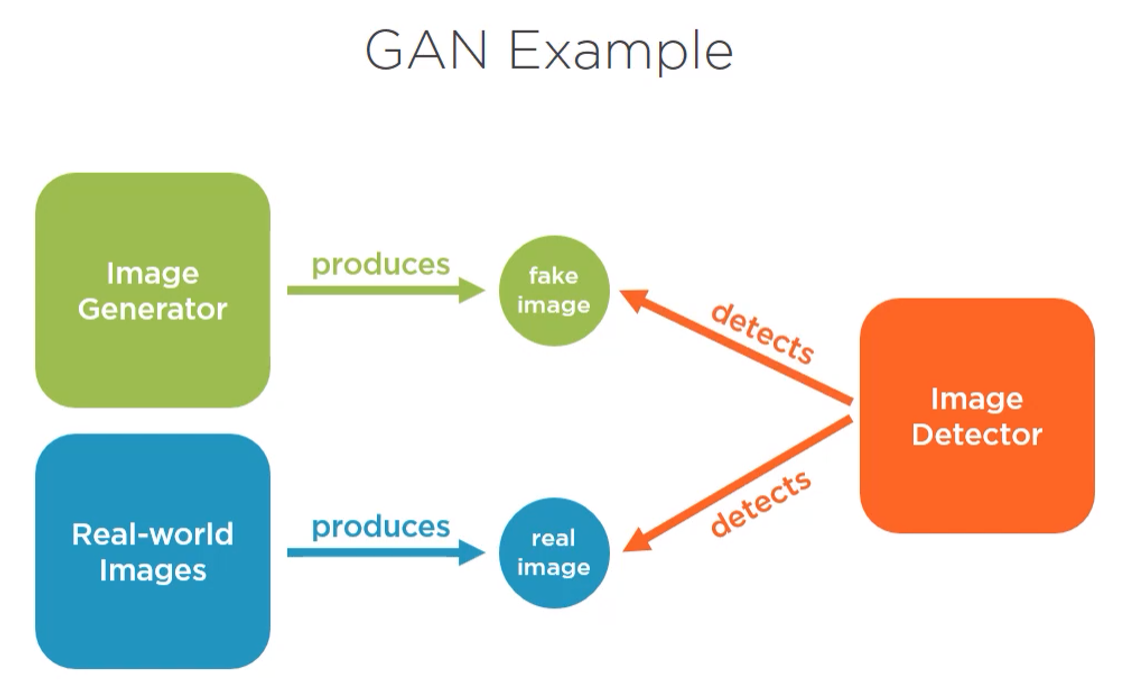 GAN Example
Image
Generator
produces
fake
image
detects
Image
Detector
Real-world
Images
produces
real
image
detects